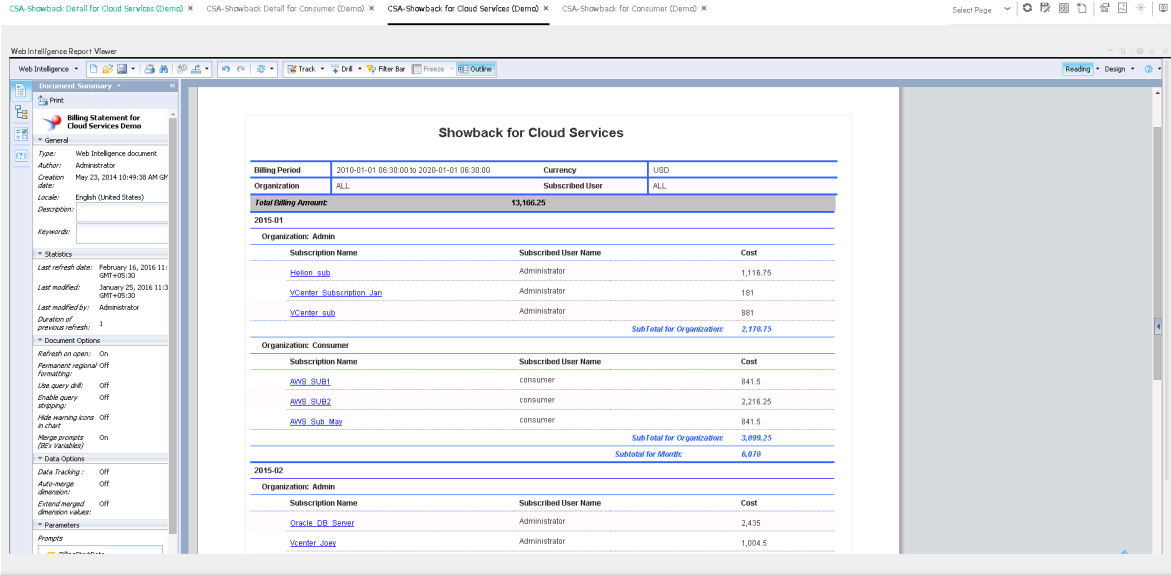 CSA-Showback Detail for Cloud Services (Demo) × CSA-Showback Detail for Consumer (Demo) × CSA-Showback for Cloud Services (Demo) × CSA-Showback for Consumer (Demo) × Select Page
Web Intelligence Report Viewer
Web Intelligence Track Drill Filter Bar Freeze Outline Reading Design
Document Summary
Print
Billing Statement for
Cloud Services Demo
General
Type: Web Intelligence document
Author: Administrator
Creation date: May 23, 2014 10:49:38 AM GM
Locale: English (United States)
Description:
Keywords:
Statistics
Last refresh date: February 16, 2016 11:
GMT+05:30
Last modified: January 25, 2016 11:3
GMT+05:30
Last modified by: Administrator
Duration of previous refresh: 1
Document Options
Refresh on open: On
Permanent regional formatting: Off
Use query drill: Off
Enable query stripping: Off
Hide warning icons in chart Off
Merge prompts (BEx Variables) On
Data Options
Data Tracking : Off
Auto-merge dimension: Off
Extend merged dimension values: Off
Parameters
Prompts
Showback for Cloud Services
Billing Period 2010-01-01 06:30:00 to 2020-01-01 06:30:00 Currency USD
Organization ALL Subscribed User ALL
Total Billing Amount: 13,166.25
2015-01
Organization: Admin
Subscription Name Subscribed User Name Cost
Helion_sub Administrator 1,116.75
VCenter_Subscription_Jan Administrator 181
VCenter_sub Administrator 881
SubTotal for Organization: 2,178.75
Organization: Consumer
Subscription Name Subscribed User Name Cost
AWS_SUB1 consumer 841.5
AWS_SUB2 consumer 2,216.25
AWS_Sub_May consumer 841.5
SubTotal for Organization: 3,899.25
Subtotal for Month: 6,078
2015-02
Organization: Admin
Subscription Name Subscribed User Name Cost
Oracle_DB_Server Administrator 2,435
Vcenter_Joey Administrator 1,004.5